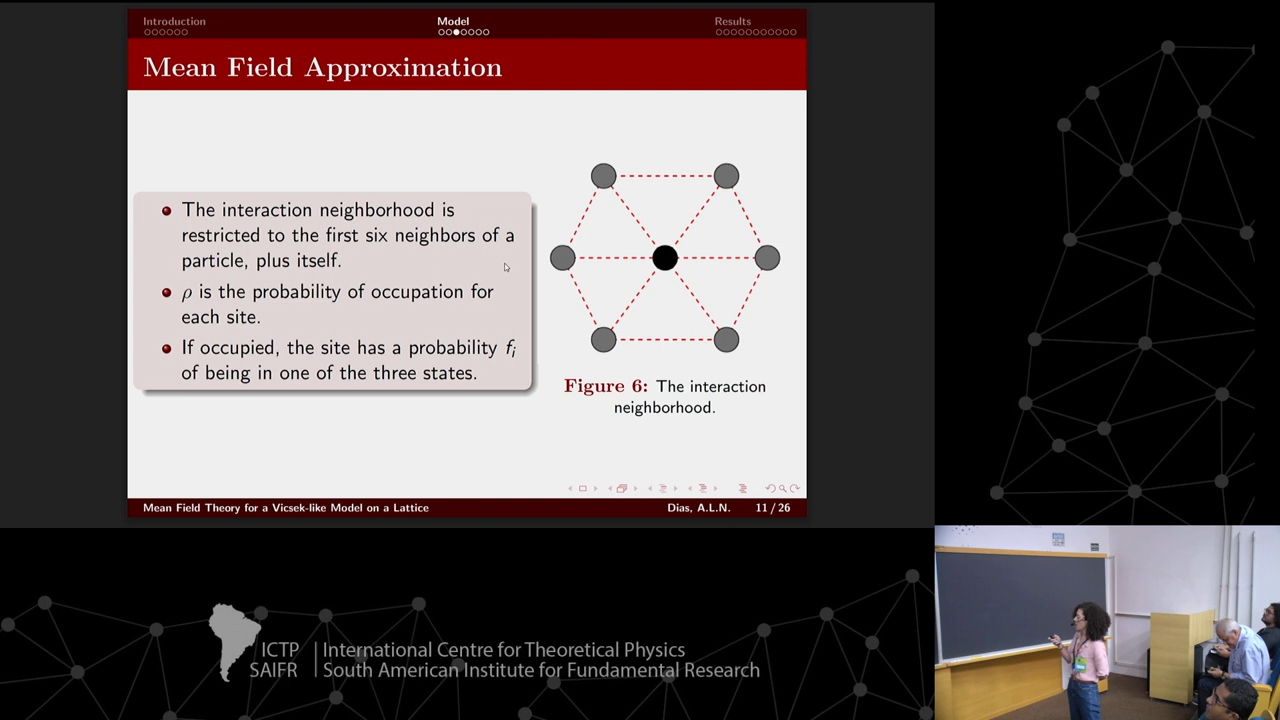 Introduction Model Results
Mean Field Approximation
The interaction neighborhood is
restricted to the first six neighbors of a
particle, plus itself.
ρ is the probability of occupation for
each site.
If occupied, the site has a probability fᵢ
of being in one of the three states.
Figure 6: The interaction
neighborhood.
Mean Field Theory for a Vicsek-like Model on a Lattice Dias, A.L.N. 11 / 26
ICTP
SAIFR
International Centre for Theoretical Physics
South American Institute for Fundamental Research